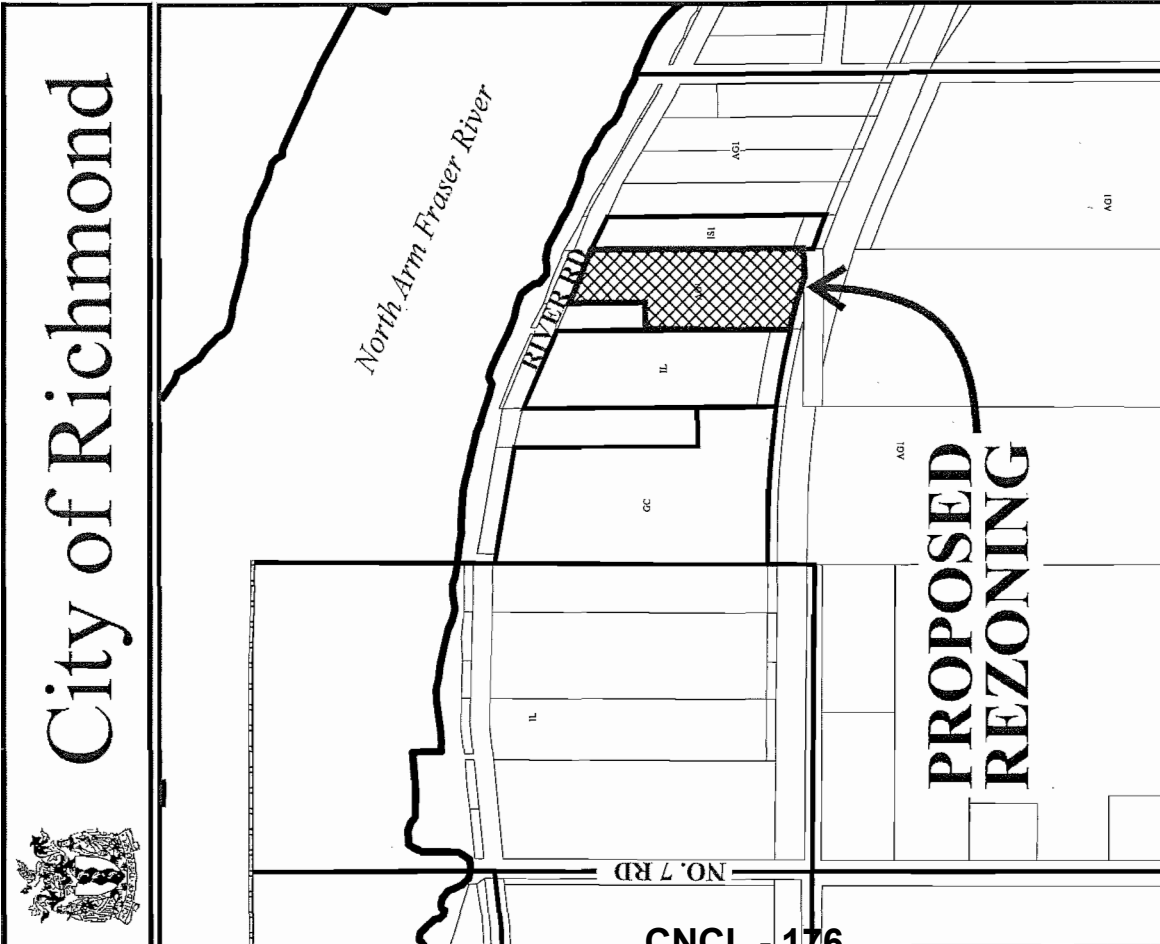 City of Richmond
North Arm Fraser River
RIVER RD
AG1
IS1
IL
GC
IL
AG1
AG1
PROPOSED
REZONING
NO. 7 RD
CNCL - 176